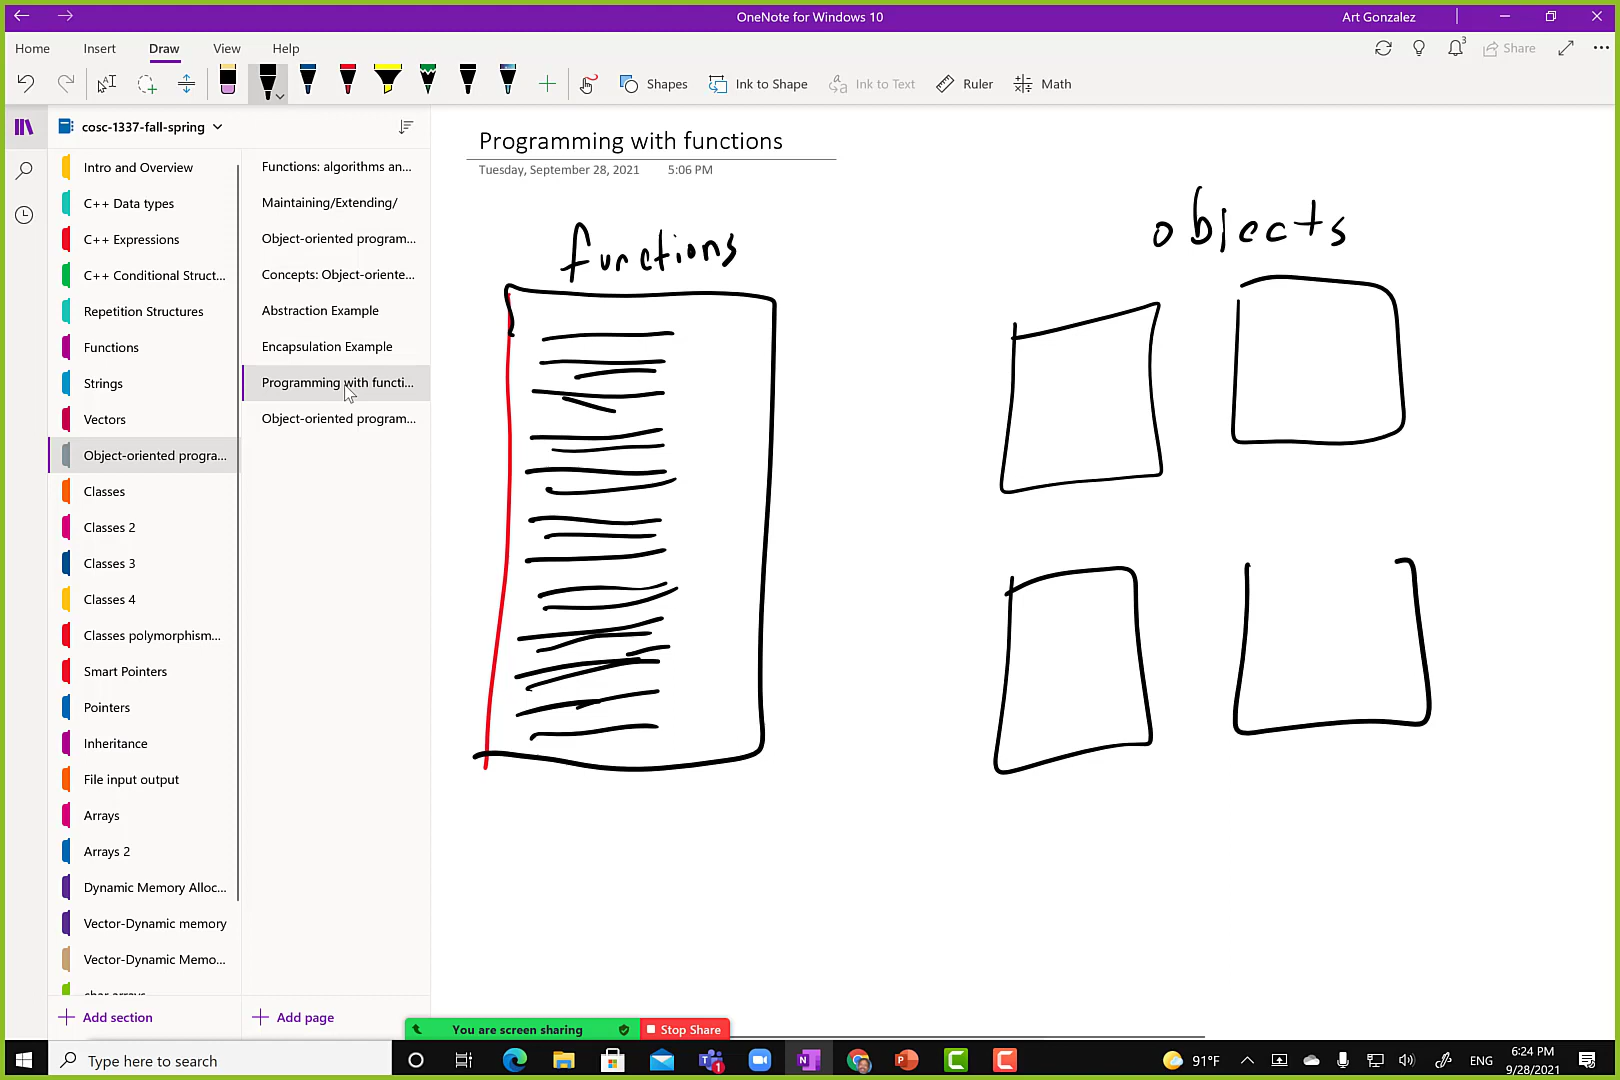 OneNote for Windows 10
Art Gonzalez
Home Insert Draw View Help
3
Share
Shapes
Ink to Shape
Ink to Text
Ruler
Math
cosc-1337-fall-spring
Intro and Overview
C++ Data types
C++ Expressions
C++ Conditional Struct...
Repetition Structures
Functions
Strings
Vectors
Object-oriented progra...
Classes
Classes 2
Classes 3
Classes 4
Classes polymorphism...
Smart Pointers
Pointers
Inheritance
File input output
Arrays
Arrays 2
Dynamic Memory Alloc...
Vector-Dynamic memory
Vector-Dynamic Memo...
char arrays
Add section
Functions: algorithms an...
Maintaining/Extending/
Object-oriented program...
Concepts: Object-oriente...
Abstraction Example
Encapsulation Example
Programming with functi...
Object-oriented program...
Add page
Programming with functions
Tuesday, September 28, 2021 5:06 PM
functions
objects
You are screen sharing
Stop Share
Type here to search
1
91°F
ENG
6:24 PM
9/28/2021